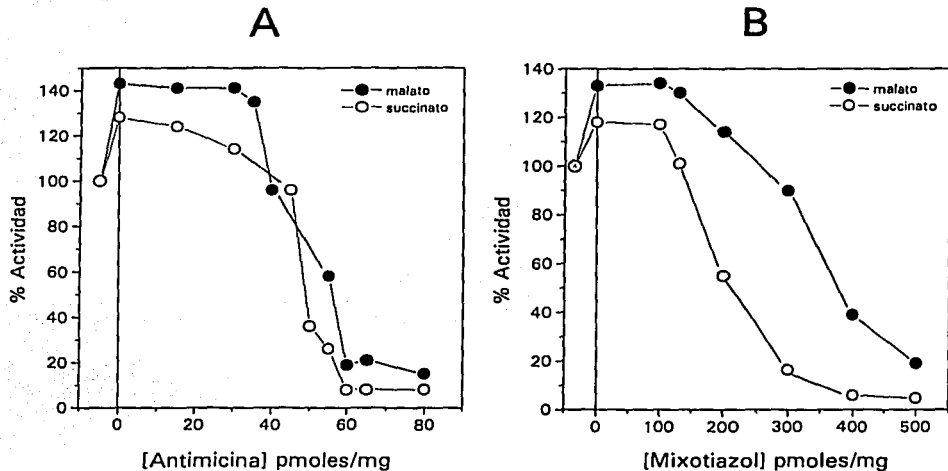 A
B
140
120
100
80
60
40
20
0
% Actividad
malato
succinato
0 20 40 60 80
[Antimicina] pmoles/mg
140
120
100
80
60
40
20
0
% Actividad
malato
succinato
0 100 200 300 400 500
[Mixotiazol] pmoles/mg